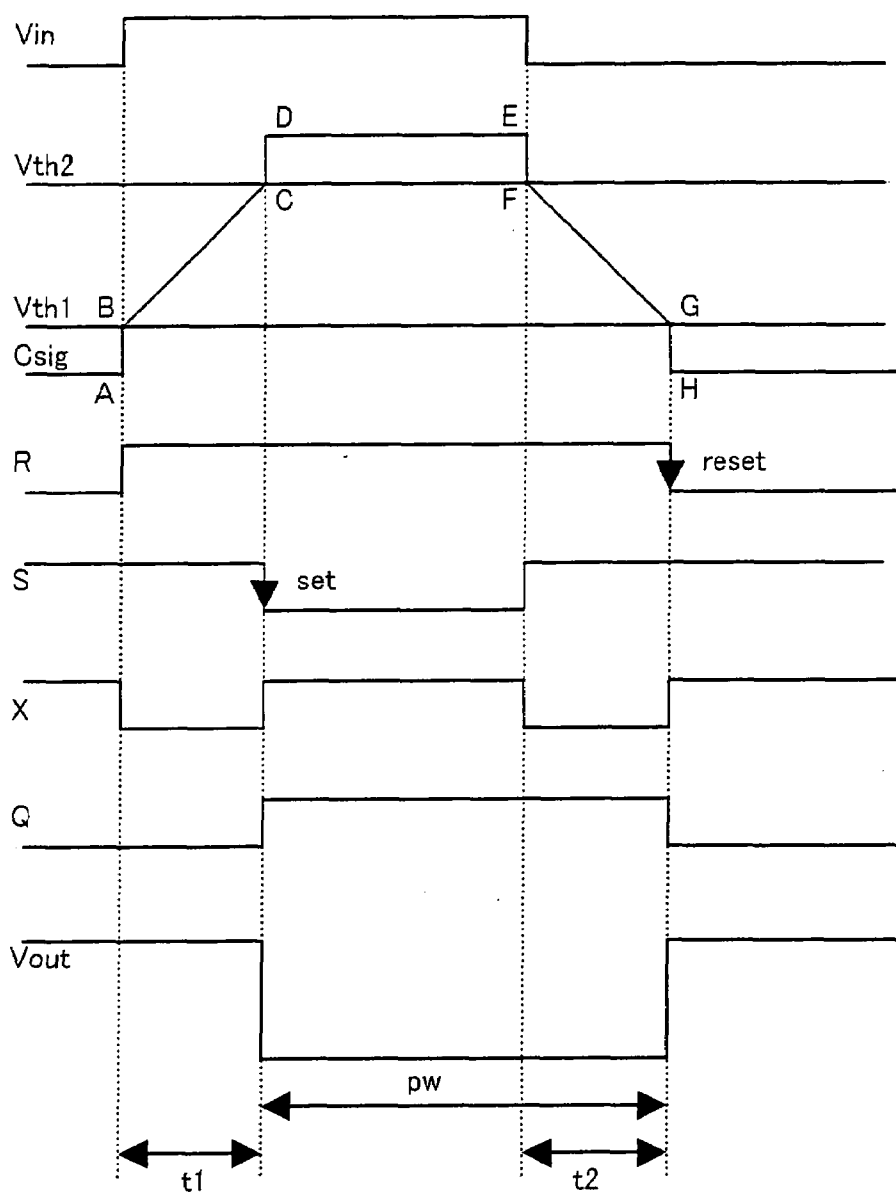 Vin
D E
Vth2
C F
Vth1 B G
Csig
A H
R reset
S set
X
Q
Vout
pw
t1 t2